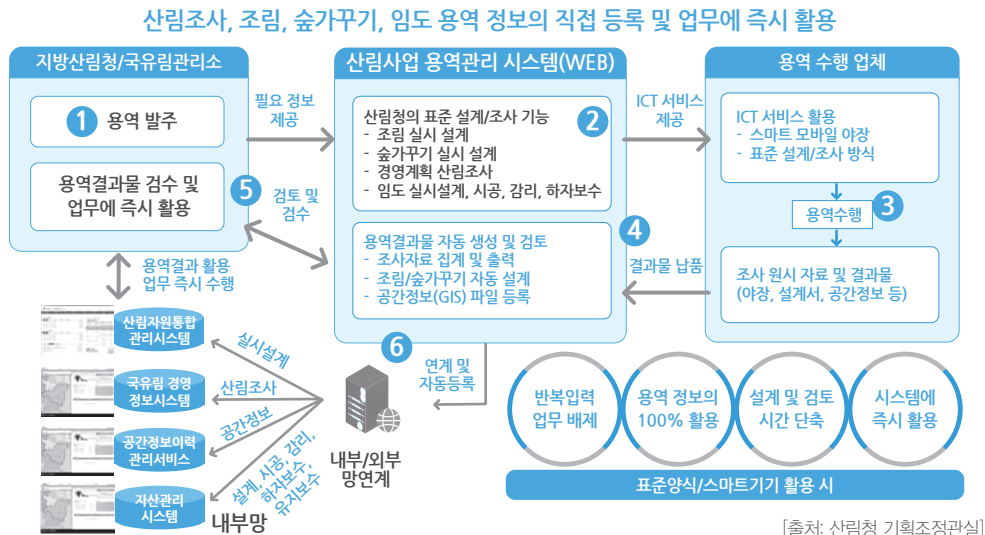 산림조사, 조림, 숲가꾸기, 임도 용역 정보의 직접 등록 및 업무에 즉시 활용
지방산림청/국유림관리소
1 용역 발주
용역결과물 검수 및
업무에 즉시 활용
5
필요 정보
제공
검토 및
검수
산림사업 용역관리 시스템(WEB)
산림청의 표준 설계/조사 기능
2
- 조림 실시 설계
- 숲가꾸기 실시 설계
- 경영계획 산림조사
- 임도 실시설계, 시공, 감리, 하자보수
용역결과물 자동 생성 및 검토
- 조사자료 집계 및 출력
- 조림/숲가꾸기 자동 설계
- 공간정보(GIS) 파일 등록
4
ICT 서비스
제공
결과물 납품
용역 수행 업체
ICT 서비스 활용
- 스마트 모바일 야장
- 표준 설계/조사 방식
용역수행
3
조사 원시 자료 및 결과물
(야장, 설계서, 공간정보 등)
용역결과 활용
업무 즉시 수행
산림자원통합
관리시스템
국유림 경영
정보시스템
공간정보이력
관리서비스
자산관리
시스템
내부망
실시설계
산림조사
공간정보
설계, 시공, 감리,
하자보수,
유지보수
6
연계 및
자동등록
내부/외부
망연계
반복입력
업무 배제
용역 정보의
100% 활용
설계 및 검토
시간 단축
시스템에
즉시 활용
표준양식/스마트기기 활용 시
[출처: 산림청 기획조정관실]